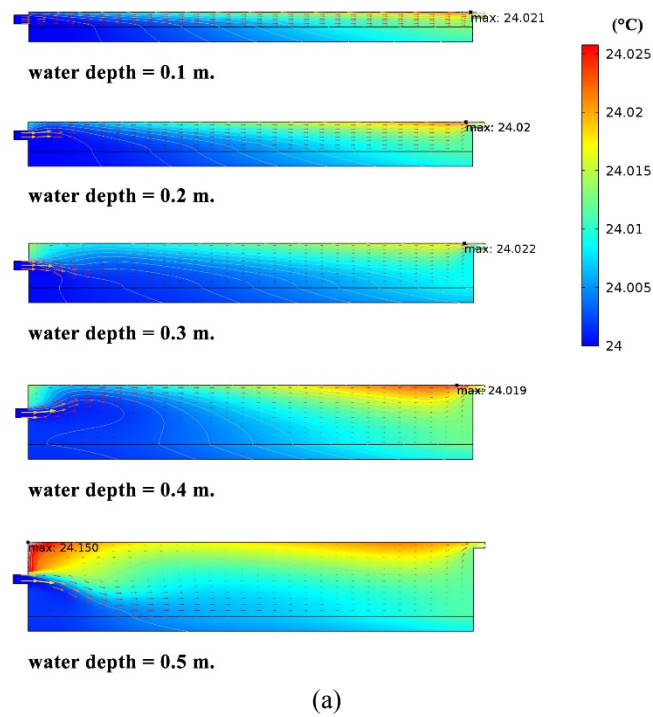 (°C)
max: 24.021
water depth = 0.1 m.
24.025
24.02
24.015
24.01
24.005
24
max: 24.02
water depth = 0.2 m.
max: 24.022
water depth = 0.3 m.
max: 24.019
water depth = 0.4 m.
max: 24.150
water depth = 0.5 m.
(a)